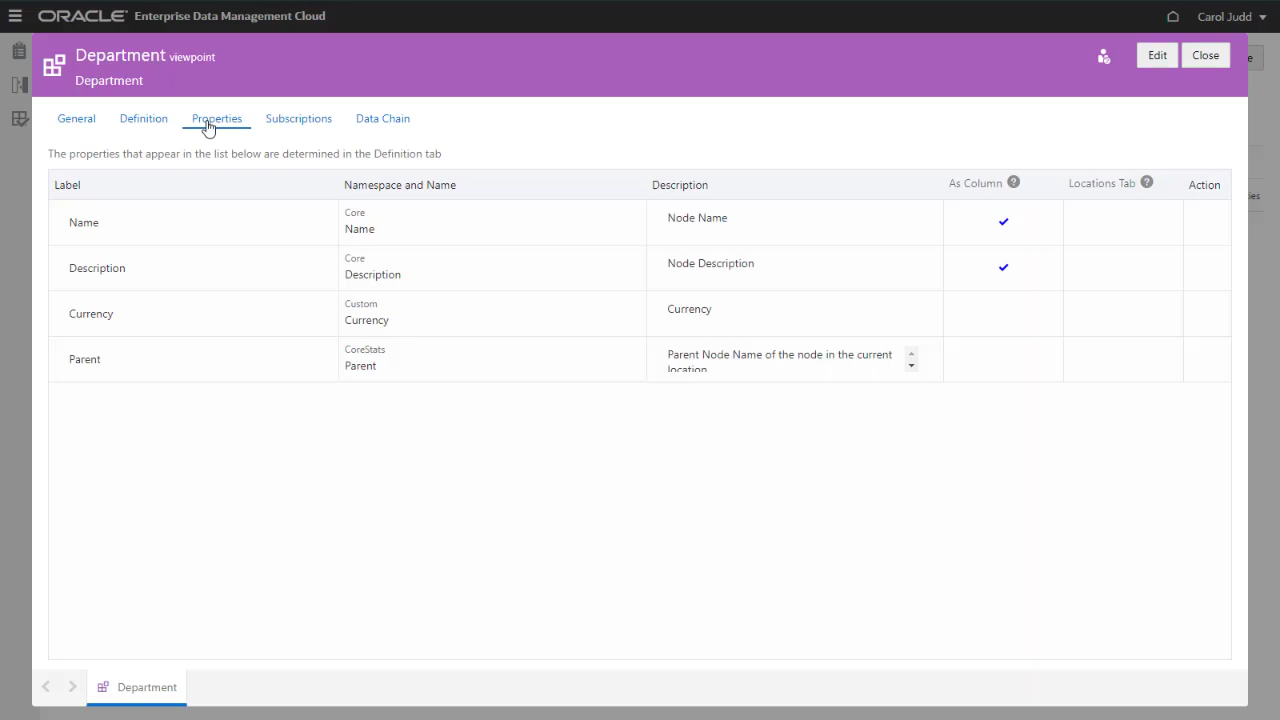 ORACLE® Enterprise Data Management Cloud
Carol Judd
Department viewpoint
Department
Edit
Close
e
General
Definition
Properties
Subscriptions
Data Chain
The properties that appear in the list below are determined in the Definition tab
Label
Namespace and Name
Description
As Column ?
Locations Tab ?
Action
ies
Name
Core
Name
Node Name
Description
Core
Description
Node Description
Currency
Custom
Currency
Currency
Parent
CoreStats
Parent
Parent Node Name of the node in the current
location
Department